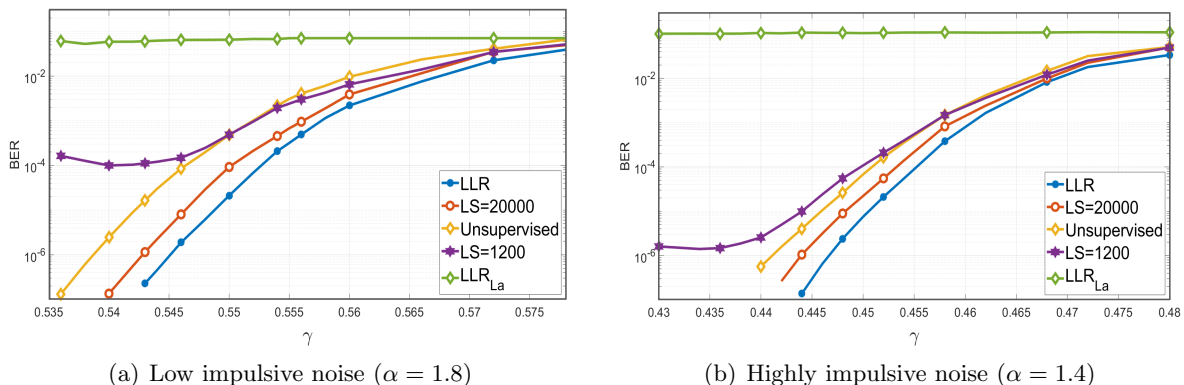 10^-2
10^-4
10^-6
BER
0.535 0.54 0.545 0.55 0.555 0.56 0.565 0.57 0.575
γ
LLR
LS=20000
Unsupervised
LS=1200
LLR_La
(a) Low impulsive noise (α = 1.8)
10^-2
10^-4
10^-6
BER
0.43 0.435 0.44 0.445 0.45 0.455 0.46 0.465 0.47 0.475 0.48
γ
LLR
LS=20000
Unsupervised
LS=1200
LLR_La
(b) Highly impulsive noise (α = 1.4)